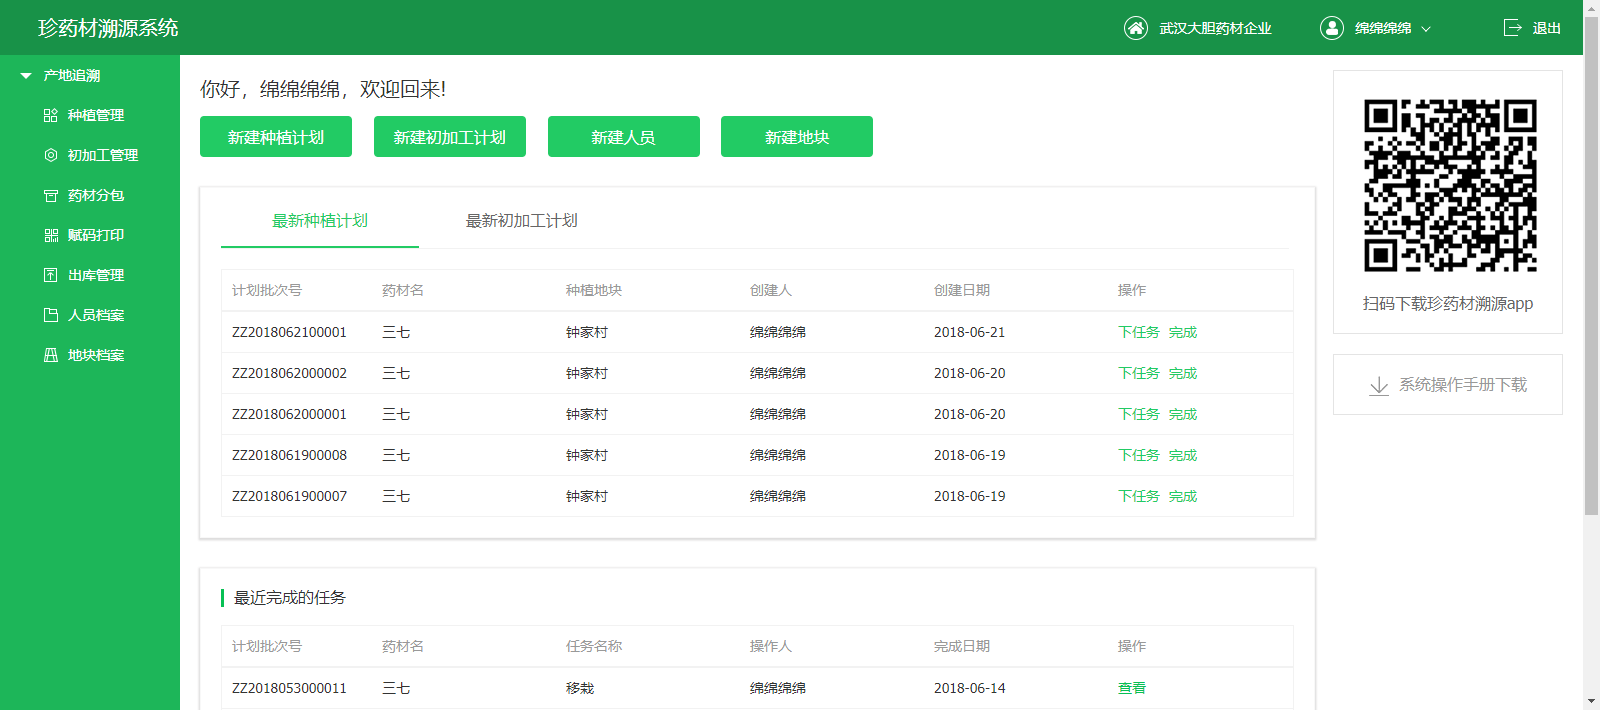 珍药材溯源系统
武汉大胆药材企业
绵绵绵绵
退出
产地追溯
种植管理
初加工管理
药材分包
赋码打印
出库管理
人员档案
地块档案
你好，绵绵绵绵，欢迎回来!
新建种植计划 新建初加工计划 新建人员 新建地块
最新种植计划 最新初加工计划
计划批次号 药材名 种植地块 创建人 创建日期 操作
ZZ2018062100001 三七 钟家村 绵绵绵绵 2018-06-21 下任务 完成
ZZ2018062000002 三七 钟家村 绵绵绵绵 2018-06-20 下任务 完成
ZZ2018062000001 三七 钟家村 绵绵绵绵 2018-06-20 下任务 完成
ZZ2018061900008 三七 钟家村 绵绵绵绵 2018-06-19 下任务 完成
ZZ2018061900007 三七 钟家村 绵绵绵绵 2018-06-19 下任务 完成
最近完成的任务
计划批次号 药材名 任务名称 操作人 完成日期 操作
ZZ2018053000011 三七 移栽 绵绵绵绵 2018-06-14 查看
扫码下载珍药材溯源app
系统操作手册下载